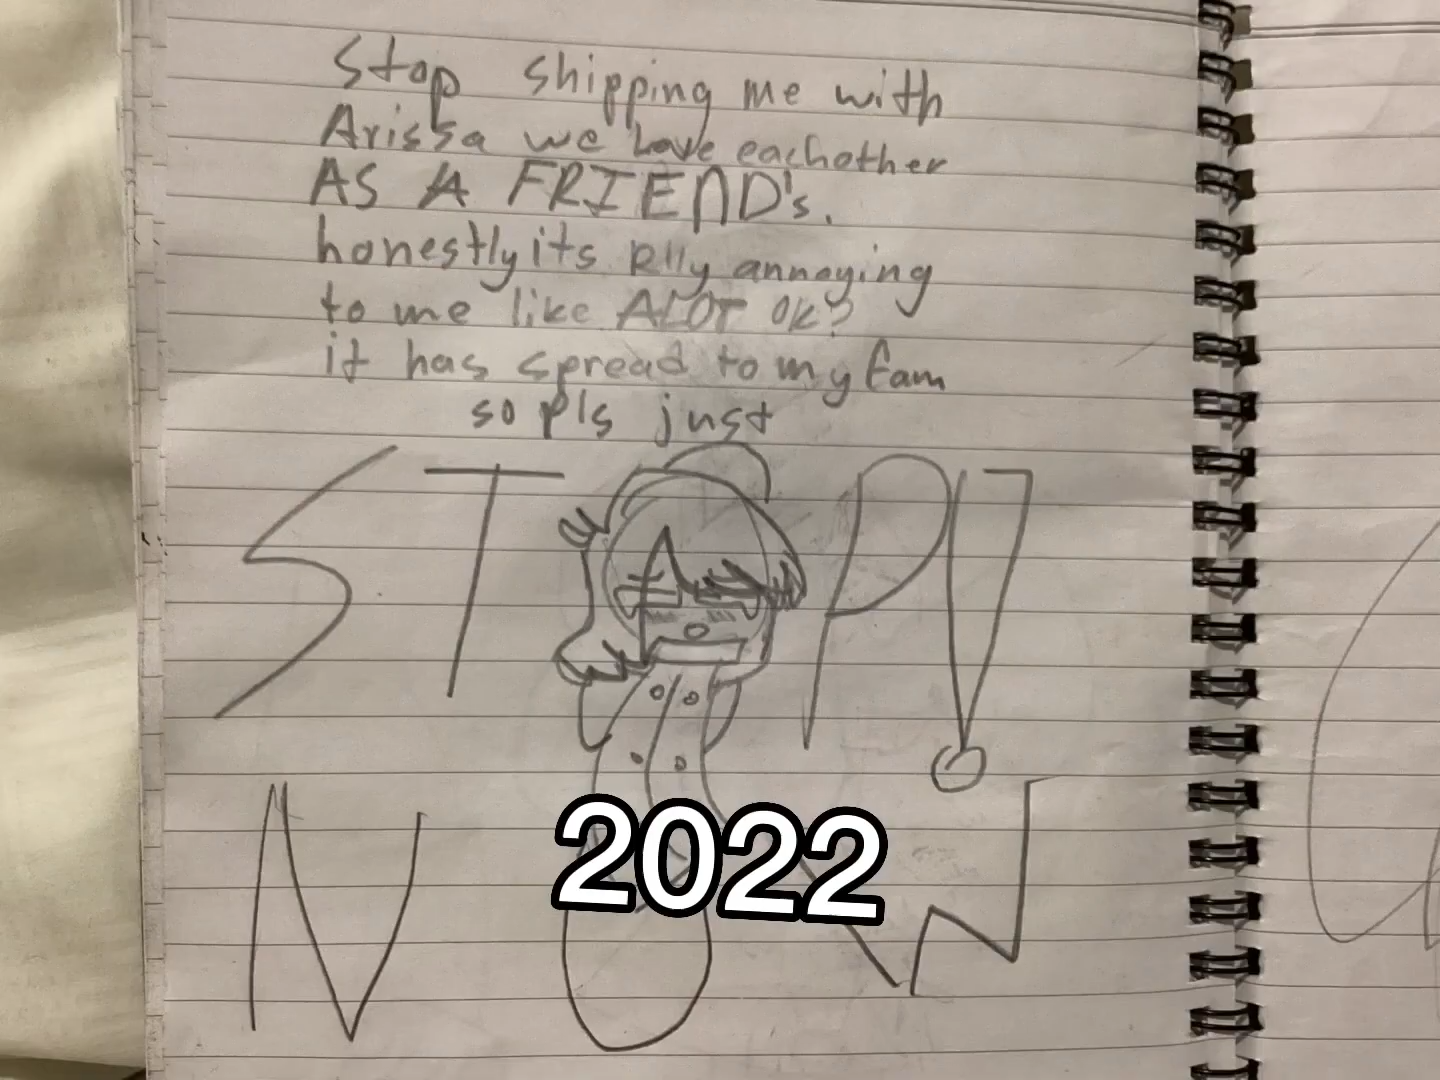 Stop shipping me with
Arissa we love eachother
AS A FRIEND's.
honestly its Rlly annoying
to me like ALOT ok?
it has spread to my fam
so pls just
STOP!
NOW
2022